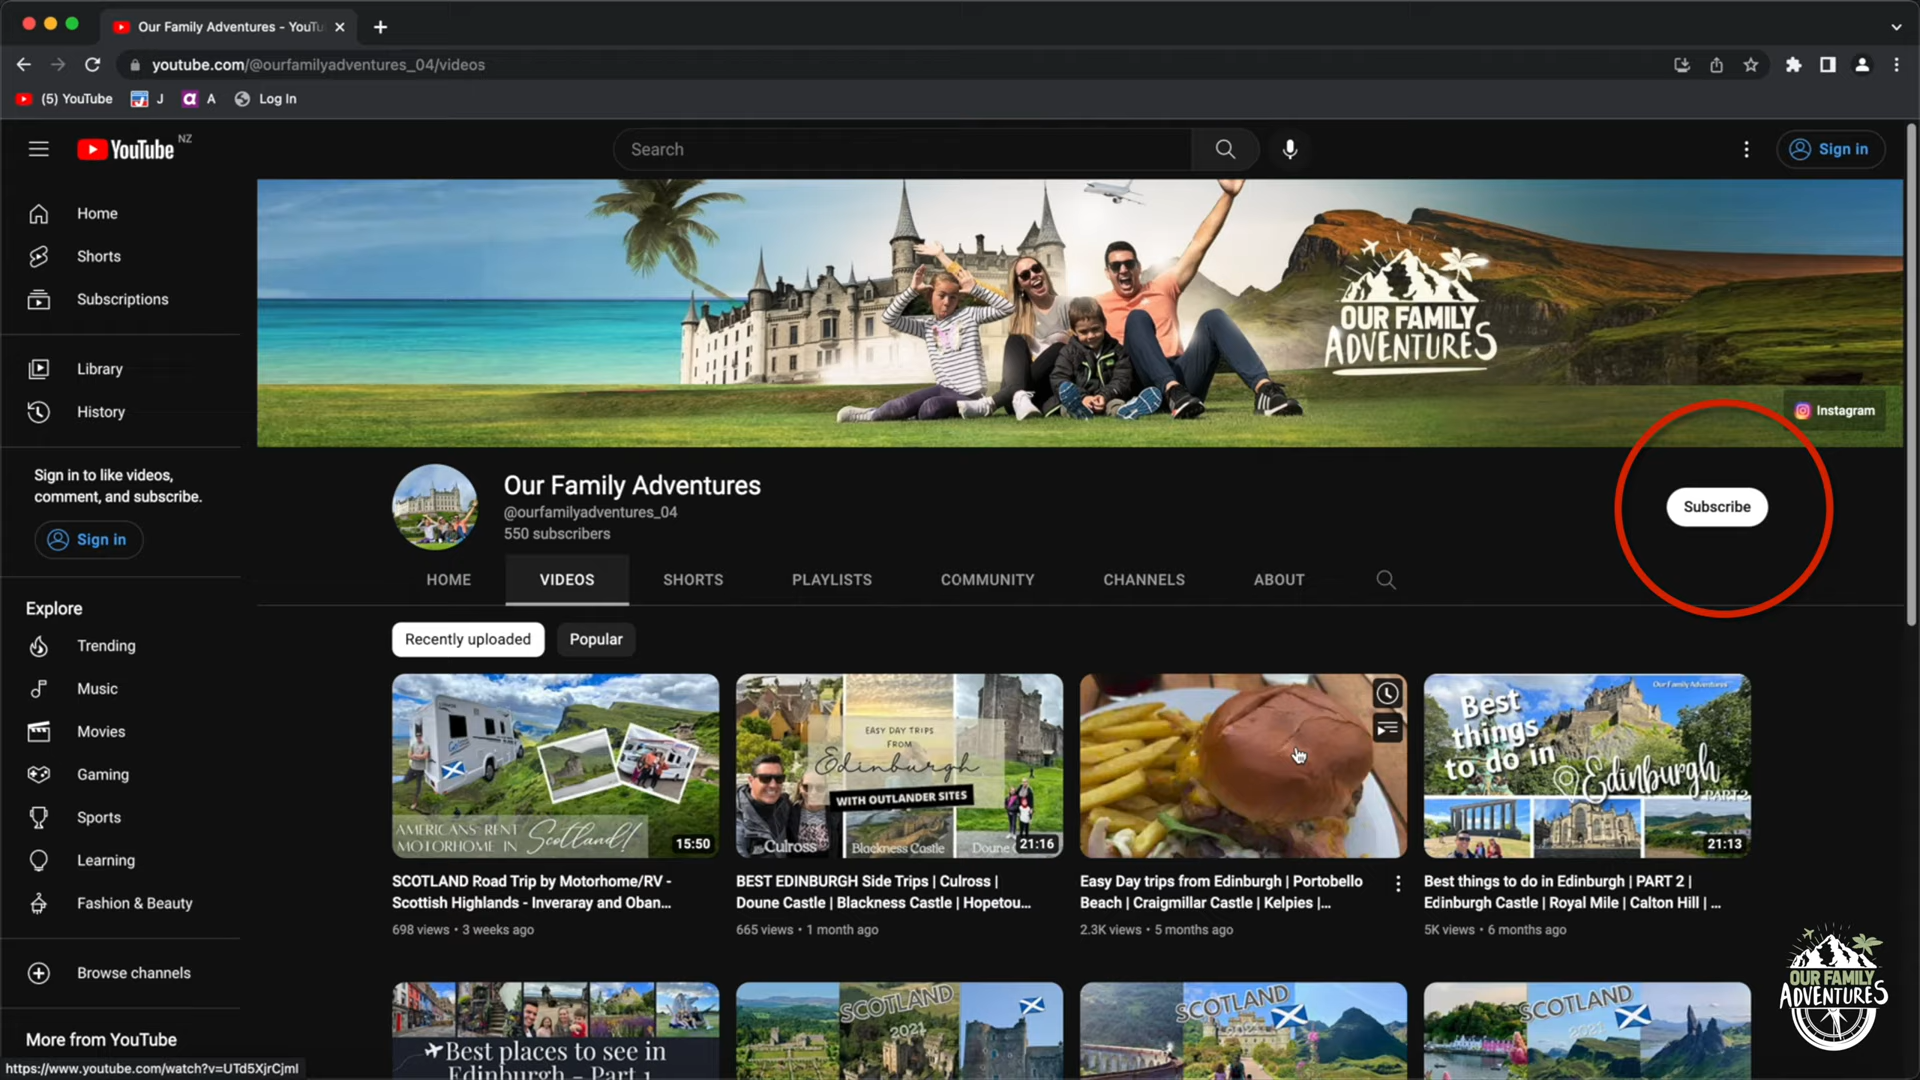 Our Family Adventures - YouTu
youtube.com/@ourfamilyadventures_04/videos
(5) YouTube
J
A
Log In
YouTube NZ
Search
Sign in
Home
Shorts
Subscriptions
Library
History
Sign in to like videos,
comment, and subscribe.
Sign in
Explore
Trending
Music
Movies
Gaming
Sports
Learning
Fashion & Beauty
Browse channels
More from YouTube
https://www.youtube.com/watch?v=UTd5XjrCjmI
OUR FAMILY
ADVENTURES
Instagram
Our Family Adventures
@ourfamilyadventures_04
550 subscribers
Subscribe
HOME
VIDEOS
SHORTS
PLAYLISTS
COMMUNITY
CHANNELS
ABOUT
Recently uploaded
Popular
AMERICANS RENT
MOTORHOME IN Scotland!
15:50
SCOTLAND Road Trip by Motorhome/RV -
Scottish Highlands - Inveraray and Oban...
698 views • 3 weeks ago
EASY DAY TRIPS
FROM
Edinburgh
WITH OUTLANDER SITES
Culross
Blackness Castle
Doune
21:16
BEST EDINBURGH Side Trips | Culross |
Doune Castle | Blackness Castle | Hopetou...
665 views • 1 month ago
Easy Day trips from Edinburgh | Portobello
Beach | Craigmillar Castle | Kelpies |...
2.3K views • 5 months ago
Our Family Adventures
Best
things
to do in
Edinburgh
PART 2
21:13
Best things to do in Edinburgh | PART 2 |
Edinburgh Castle | Royal Mile | Calton Hill | ...
5K views • 6 months ago
Best places to see in
Edinburgh - Part 1
SCOTLAND
2021
SCOTLAND
SCOTLAND
2021
OUR FAMILY
ADVENTURES